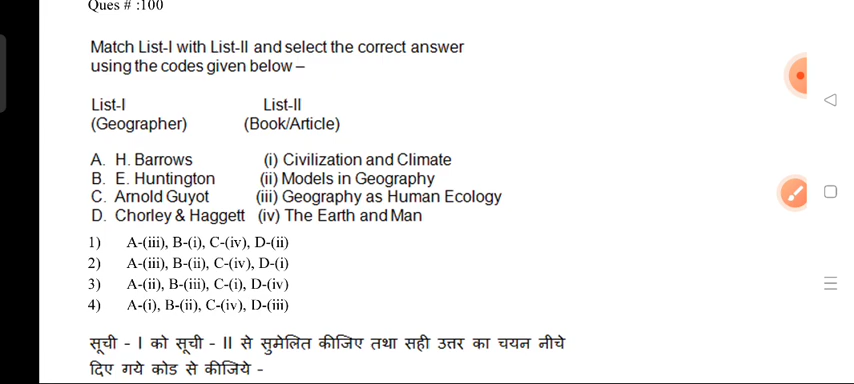 Ques # :100
Match List-I with List-II and select the correct answer
using the codes given below –
List-I List-II
(Geographer) (Book/Article)
A. H. Barrows (i) Civilization and Climate
B. E. Huntington (ii) Models in Geography
C. Arnold Guyot (iii) Geography as Human Ecology
D. Chorley & Haggett (iv) The Earth and Man
1) A-(iii), B-(i), C-(iv), D-(ii)
2) A-(iii), B-(ii), C-(iv), D-(i)
3) A-(ii), B-(iii), C-(i), D-(iv)
4) A-(i), B-(ii), C-(iv), D-(iii)
सूची - I को सूची - II से सुमेलित कीजिए तथा सही उत्तर का चयन नीचे
दिए गये कोड से कीजिये -